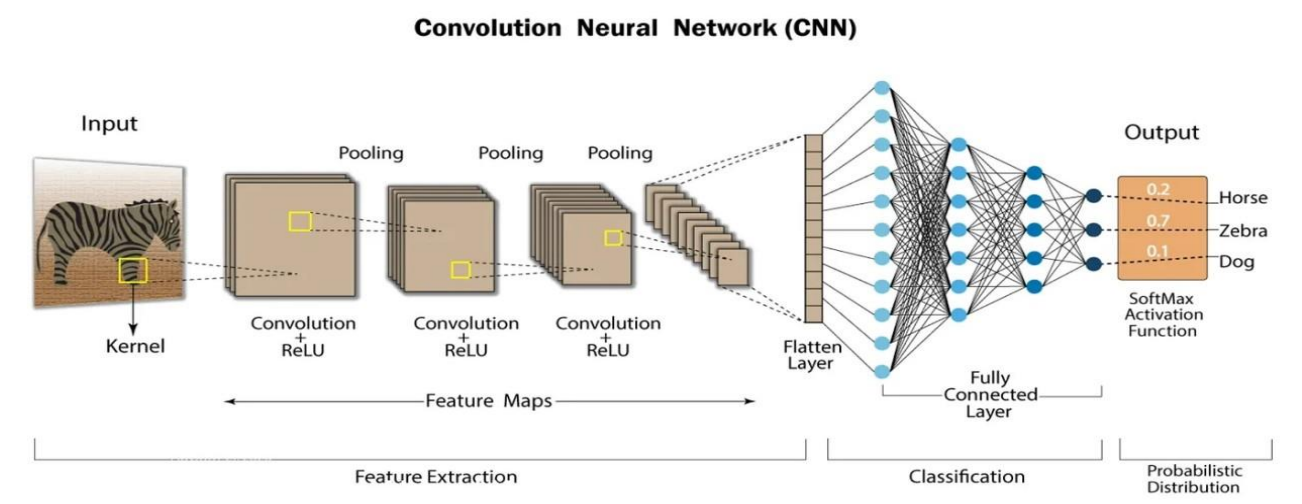 Convolution Neural Network (CNN)
Input
Kernel
Pooling
Pooling
Pooling
Convolution
+
ReLU
Convolution
+
ReLU
Convolution
+
ReLU
Feature Maps
Flatten
Layer
Fully
Connected
Layer
Output
0.2
Horse
0.7
Zebra
0.1
Dog
SoftMax
Activation
Function
Feature Extraction
Classification
Probabilistic
Distribution